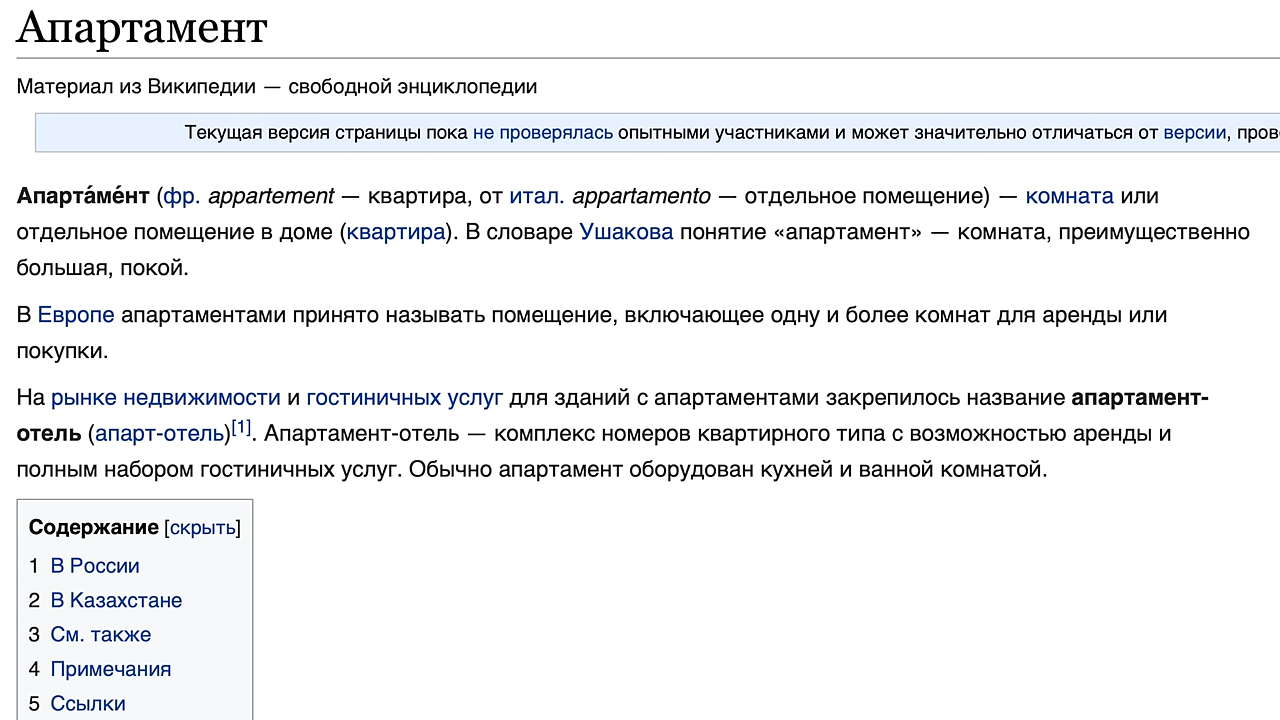 Апартамент
Материал из Википедии — свободной энциклопедии
Текущая версия страницы пока не проверялась опытными участниками и может значительно отличаться от версии,
Апарта́ме́нт (фр. appartement — квартира, от итал. appartamento — отдельное помещение) — комната или
отдельное помещение в доме (квартира). В словаре Ушакова понятие «апартамент» — комната, преимущественно
большая, покой.
В Европе апартаментами принято называть помещение, включающее одну и более комнат для аренды или
покупки.
На рынке недвижимости и гостиничных услуг для зданий с апартаментами закрепилось название апартамент-
отель (апарт-отель)[1]. Апартамент-отель — комплекс номеров квартирного типа с возможностью аренды и
полным набором гостиничных услуг. Обычно апартамент оборудован кухней и ванной комнатой.
Содержание [скрыть]
1 В России
2 В Казахстане
3 См. также
4 Примечания
5 Ссылки